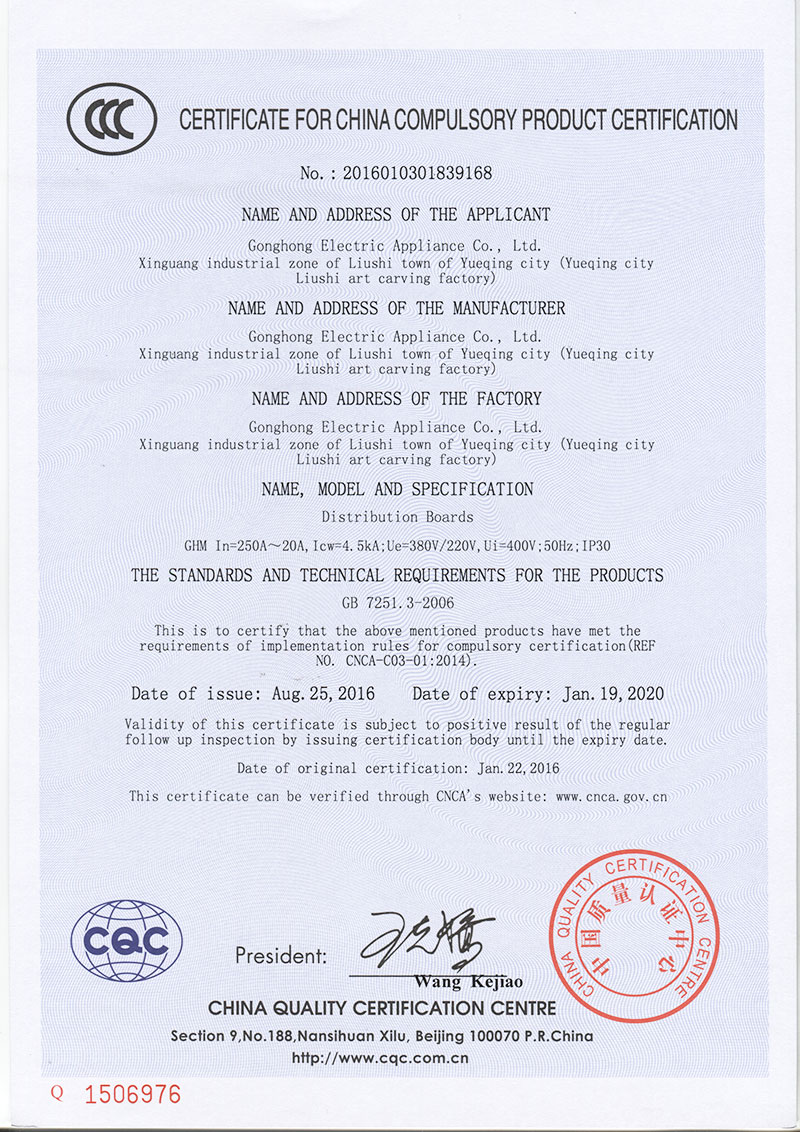 CCC
CERTIFICATE FOR CHINA COMPULSORY PRODUCT CERTIFICATION
No. : 2016010301839168
NAME AND ADDRESS OF THE APPLICANT
Gonghong Electric Appliance Co., Ltd.
Xinguang industrial zone of Liushi town of Yueqing city (Yueqing city
Liushi art carving factory)
NAME AND ADDRESS OF THE MANUFACTURER
Gonghong Electric Appliance Co., Ltd.
Xinguang industrial zone of Liushi town of Yueqing city (Yueqing city
Liushi art carving factory)
NAME AND ADDRESS OF THE FACTORY
Gonghong Electric Appliance Co., Ltd.
Xinguang industrial zone of Liushi town of Yueqing city (Yueqing city
Liushi art carving factory)
NAME, MODEL AND SPECIFICATION
Distribution Boards
GHM In=250A～20A,Icw=4.5kA;Ue=380V/220V,Ui=400V;50Hz;IP30
THE STANDARDS AND TECHNICAL REQUIREMENTS FOR THE PRODUCTS
GB 7251.3-2006
This is to certify that the above mentioned products have met the
requirements of implementation rules for compulsory certification(REF
NO. CNCA-C03-01:2014).
Date of issue: Aug.25,2016 Date of expiry: Jan.19,2020
Validity of this certificate is subject to positive result of the regular
follow up inspection by issuing certification body until the expiry date.
Date of original certification: Jan.22,2016
This certificate can be verified through CNCA's website: www.cnca.gov.cn
CHINA QUALITY CERTIFICATION CENTRE
中国质量认证中心
CQC
President:
王克娇
Wang Kejiao
CHINA QUALITY CERTIFICATION CENTRE
Section 9,No.188,Nansihuan Xilu, Beijing 100070 P.R.China
http://www.cqc.com.cn
Q 1506976